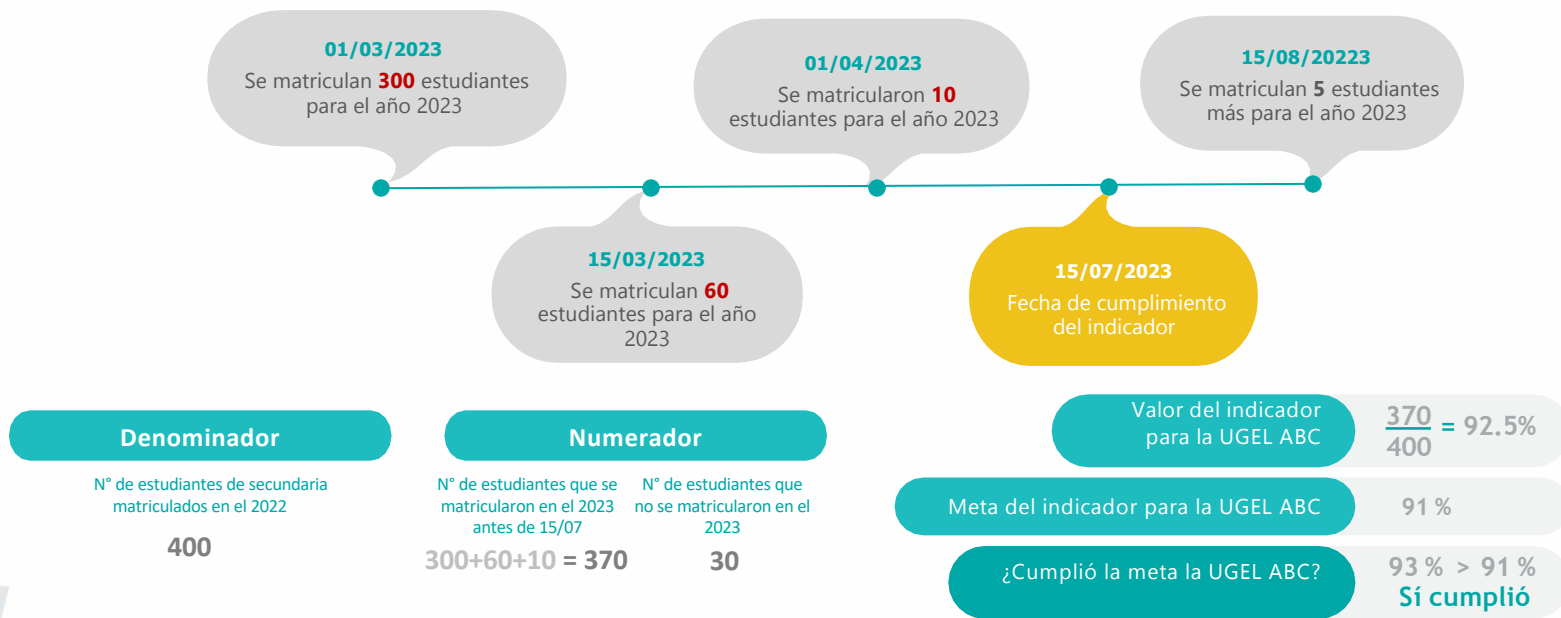 01/03/2023
Se matriculan 300 estudiantes
para el año 2023
01/04/2023
Se matricularon 10
estudiantes para el año 2023
15/08/20223
Se matriculan 5 estudiantes
más para el año 2023
15/03/2023
Se matriculan 60
estudiantes para el año
2023
15/07/2023
Fecha de cumplimiento
del indicador
Denominador
N° de estudiantes de secundaria
matriculados en el 2022
400
Numerador
N° de estudiantes que se
matricularon en el 2023
antes de 15/07
300+60+10 = 370
N° de estudiantes que
no se matricularon en el
2023
30
Valor del indicador
para la UGEL ABC
370
400
= 92.5%
Meta del indicador para la UGEL ABC
91 %
¿Cumplió la meta la UGEL ABC?
93 % > 91 %
Sí cumplió